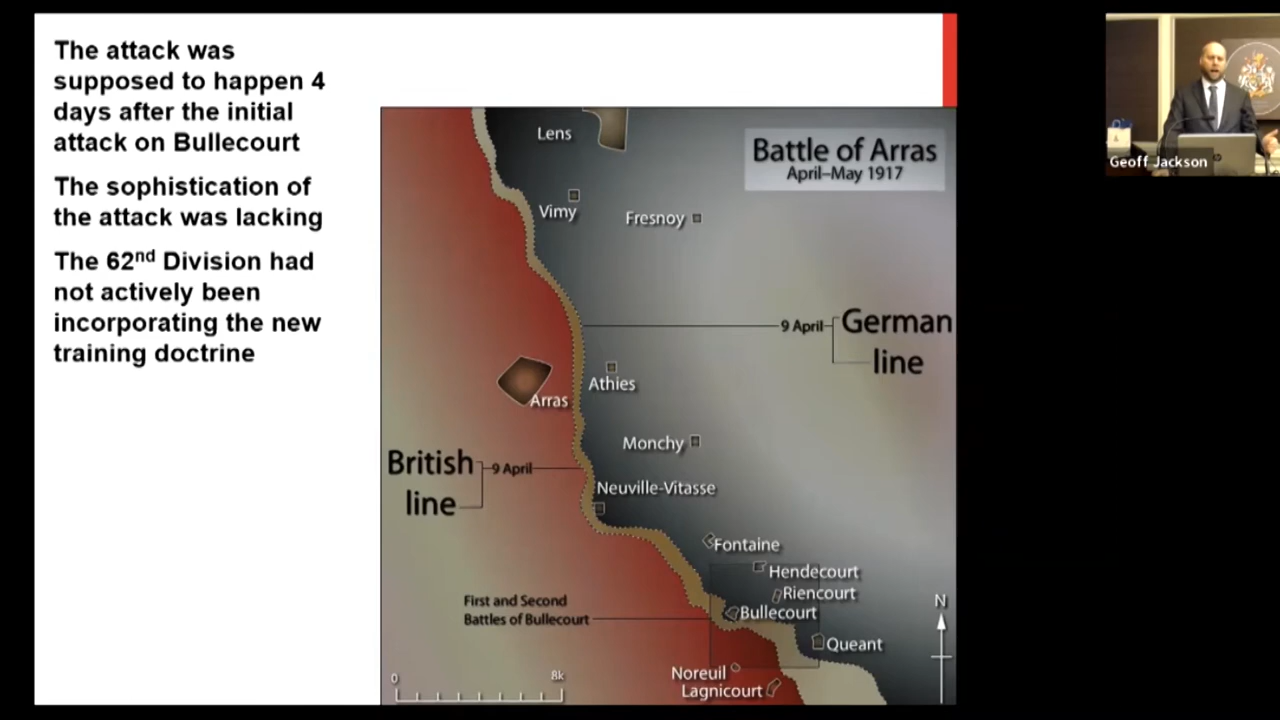 The attack was
supposed to happen 4
days after the initial
attack on Bullecourt
The sophistication of
the attack was lacking
The 62nd Division had
not actively been
incorporating the new
training doctrine
Battle of Arras
April–May 1917
Lens
Vimy
Fresnoy
9 April
German
line
Athies
Arras
Monchy
British
line
9 April
Neuville-Vitasse
Fontaine
Hendecourt
Riencourt
Bullecourt
First and Second
Battles of Bullecourt
Queant
Noreuil
Lagnicourt
N
0
8k
Geoff Jackson